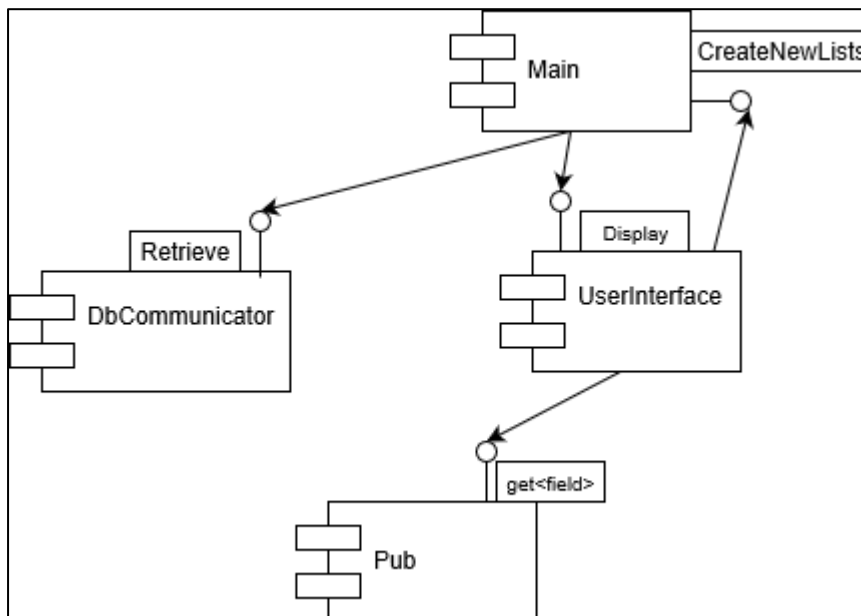 Main
CreateNewLists
Retrieve
Display
DbCommunicator
UserInterface
get<field>
Pub